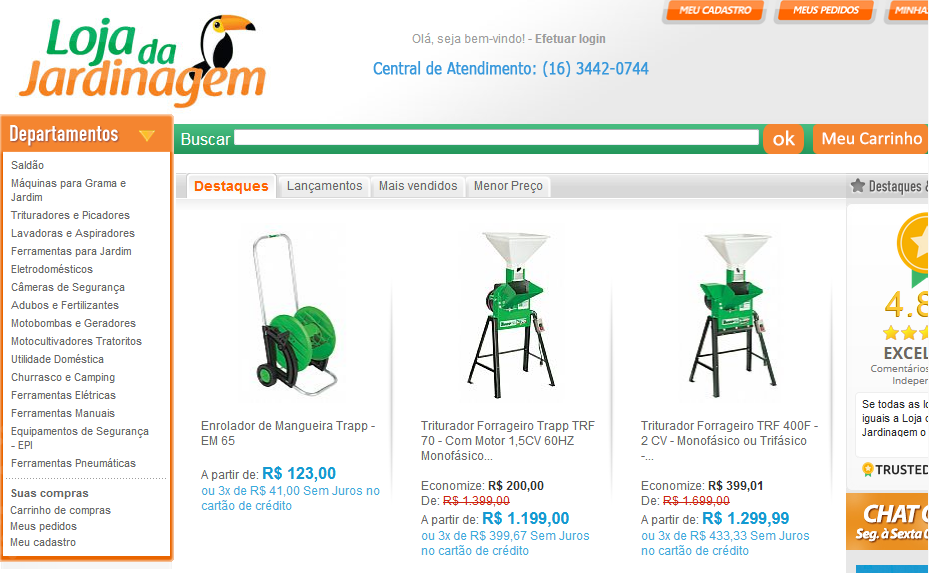 MEU CADASTRO
MEUS PEDIDOS
MINHA
Loja da
Jardinagem
Olá, seja bem-vindo! - Efetuar login
Central de Atendimento: (16) 3442-0744
Departamentos
Buscar
ok
Meu Carrinho
Saldão
Máquinas para Grama e
Jardim
Trituradores e Picadores
Lavadoras e Aspiradores
Ferramentas para Jardim
Eletrodomésticos
Câmeras de Segurança
Adubos e Fertilizantes
Motobombas e Geradores
Motocultivadores Tratoritos
Utilidade Doméstica
Churrasco e Camping
Ferramentas Elétricas
Ferramentas Manuais
Equipamentos de Segurança
- EPI
Ferramentas Pneumáticas
Suas compras
Carrinho de compras
Meus pedidos
Meu cadastro
Destaques
Lançamentos
Mais vendidos
Menor Preço
Enrolador de Mangueira Trapp -
EM 65
A partir de: R$ 123,00
ou 3x de R$ 41,00 Sem Juros no
cartão de crédito
Triturador Forrageiro Trapp TRF
70 - Com Motor 1,5CV 60HZ
Monofásico...
Economize: R$ 200,00
De: R$ 1.399,00
A partir de: R$ 1.199,00
ou 3x de R$ 399,67 Sem Juros
no cartão de crédito
Triturador Forrageiro TRF 400F -
2 CV - Monofásico ou Trifásico
-...
Economize: R$ 399,01
De: R$ 1.699,00
A partir de: R$ 1.299,99
ou 3x de R$ 433,33 Sem Juros
no cartão de crédito
Destaques
4.8
EXCEL
Comentários
Indepen
Se todas as lo
iguais a Loja d
Jardinagem o
TRUSTED
CHAT
Seg. à Sexta